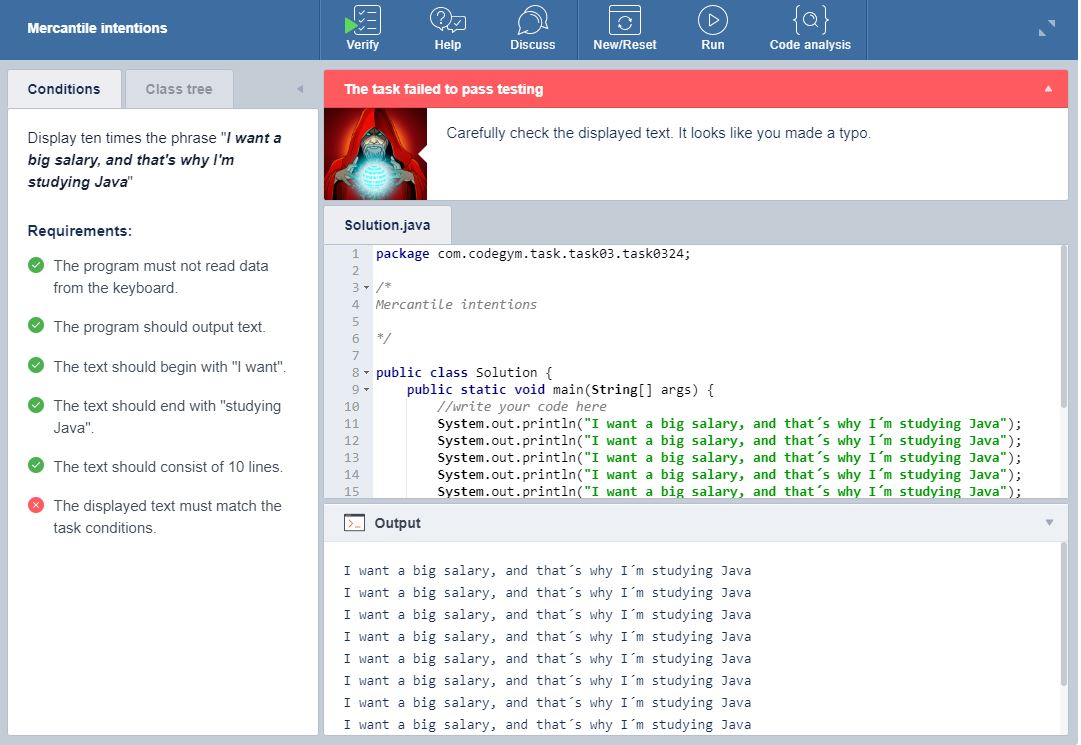 Mercantile intentions
Verify
Help
Discuss
New/Reset
Run
Code analysis
Conditions
Class tree
Display ten times the phrase "I want a
big salary, and that's why I'm
studying Java"
Requirements:
The program must not read data
from the keyboard.
The program should output text.
The text should begin with "I want".
The text should end with "studying
Java".
The text should consist of 10 lines.
The displayed text must match the
task conditions.
The task failed to pass testing
Carefully check the displayed text. It looks like you made a typo.
Solution.java
1 package com.codegym.task.task03.task0324;
2
3 /*
4 Mercantile intentions
5
6 */
7
8 public class Solution {
9 public static void main(String[] args) {
10 //write your code here
11 System.out.println("I want a big salary, and that´s why I´m studying Java");
12 System.out.println("I want a big salary, and that´s why I´m studying Java");
13 System.out.println("I want a big salary, and that´s why I´m studying Java");
14 System.out.println("I want a big salary, and that´s why I´m studying Java");
15 System.out.println("I want a big salary, and that´s why I´m studying Java");
Output
I want a big salary, and that´s why I´m studying Java
I want a big salary, and that´s why I´m studying Java
I want a big salary, and that´s why I´m studying Java
I want a big salary, and that´s why I´m studying Java
I want a big salary, and that´s why I´m studying Java
I want a big salary, and that´s why I´m studying Java
I want a big salary, and that´s why I´m studying Java
I want a big salary, and that´s why I´m studying Java